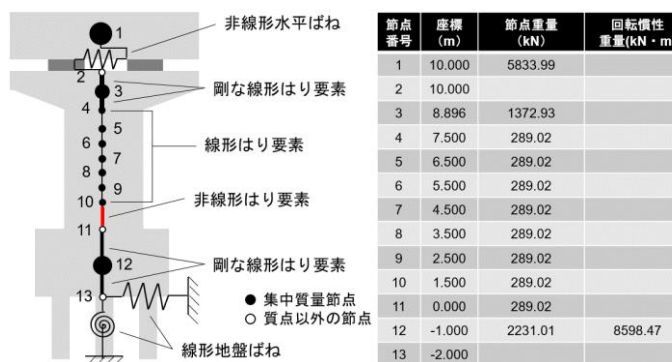 1
非線形水平ばね
2
3
剛な線形はり要素
4
5
6
線形はり要素
7
8
9
10
非線形はり要素
11
12
剛な線形はり要素
13
● 集中質量節点
○ 質点以外の節点
線形地盤ばね
節点 座標 節点重量 回転慣性
番号 (m) (kN) 重量(kN・m
1 10.000 5833.99
2 10.000
3 8.896 1372.93
4 7.500 289.02
5 6.500 289.02
6 5.500 289.02
7 4.500 289.02
8 3.500 289.02
9 2.500 289.02
10 1.500 289.02
11 0.000 289.02
12 -1.000 2231.01 8598.47
13 -2.000